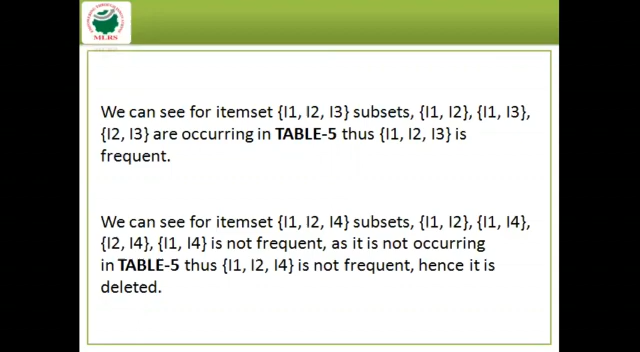 MLRS
We can see for itemset {I1, I2, I3} subsets, {I1, I2}, {I1, I3},
{I2, I3} are occurring in TABLE-5 thus {I1, I2, I3} is
frequent.
We can see for itemset {I1, I2, I4} subsets, {I1, I2}, {I1, I4},
{I2, I4}, {I1, I4} is not frequent, as it is not occurring
in TABLE-5 thus {I1, I2, I4} is not frequent, hence it is
deleted.